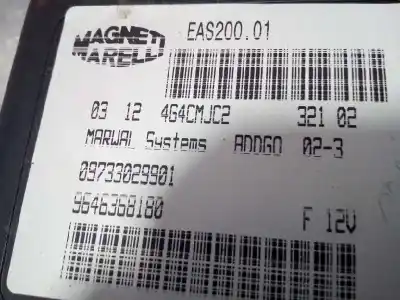 MAGNETI MARELLI
EAS200.01
03 12 4G4CMJC2 321 02
MARWAL Systems ADDGO 02-3
09733029901
9646368180 F 12V